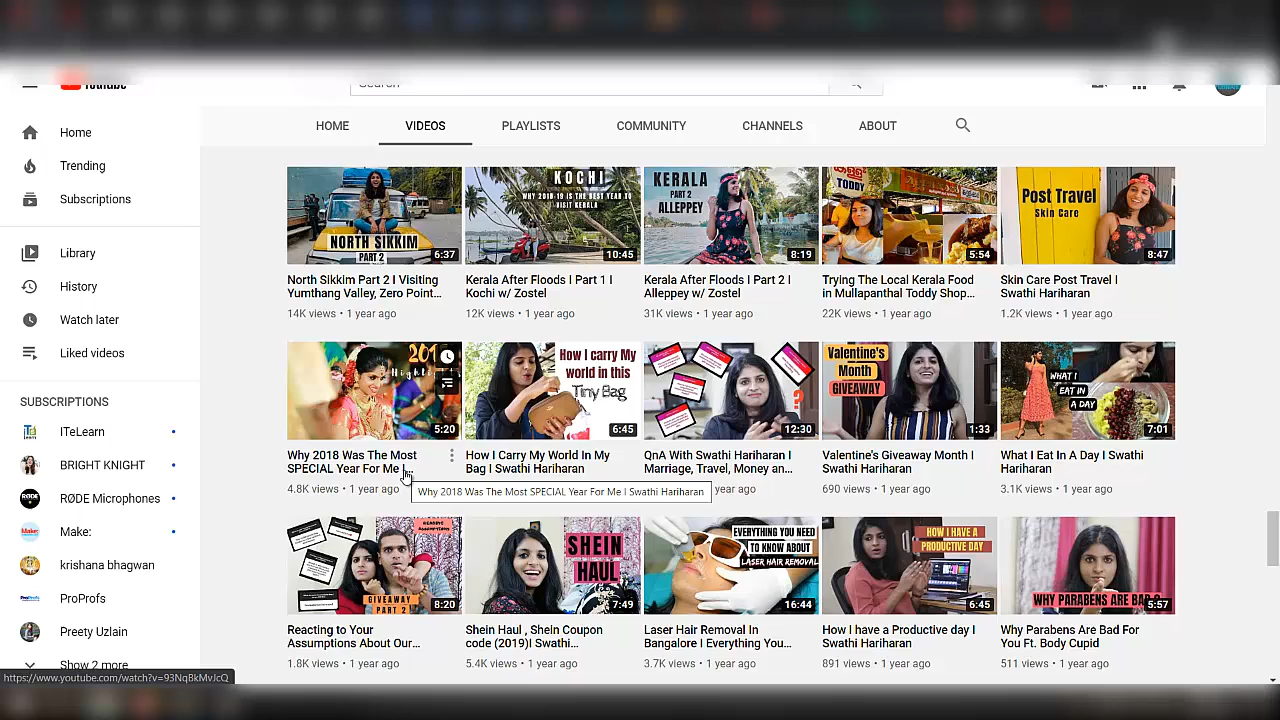 YouTube
Search
HOME
VIDEOS
PLAYLISTS
COMMUNITY
CHANNELS
ABOUT
Home
Trending
Subscriptions
Library
History
Watch later
Liked videos
SUBSCRIPTIONS
ITeLearn
BRIGHT KNIGHT
RØDE Microphones
Make:
krishana bhagwan
ProProfs
Preety Uzlain
Show 2 more
NORTH SIKKIM
PART 2
6:37
KOCHI
WHY 2018-19 IS THE BEST YEAR TO
VISIT KERELA
10:45
KERALA
PART 2
ALLEPPEY
8:19
TODDY
5:54
Post Travel
Skin Care
8:47
North Sikkim Part 2 I Visiting
Yumthang Valley, Zero Point...
14K views • 1 year ago
Kerala After Floods I Part 1 I
Kochi w/ Zostel
12K views • 1 year ago
Kerala After Floods I Part 2 I
Alleppey w/ Zostel
31K views • 1 year ago
Trying The Local Kerala Food
in Mullapanthal Toddy Shop...
22K views • 1 year ago
Skin Care Post Travel I
Swathi Hariharan
1.2K views • 1 year ago
201
5:20
How I carry My
world in this
Tiny Bag
6:45
12:30
Valentine's
Month
GIVEAWAY
1:33
WHAT I
EAT IN
A DAY
7:01
Why 2018 Was The Most
SPECIAL Year For Me I...
4.8K views • 1 year ago
How I Carry My World In My
Bag I Swathi Hariharan
Why 2018 Was The Most SPECIAL Year For Me I Swathi Hariharan
QnA With Swathi Hariharan I
Marriage, Travel, Money an...
year ago
Valentine's Giveaway Month I
Swathi Hariharan
690 views • 1 year ago
What I Eat In A Day I Swathi
Hariharan
3.1K views • 1 year ago
GIVEAWAY
PART 2
8:20
SHEIN
HAUL
7:49
EVERYTHING YOU NEED
TO KNOW ABOUT
LASER HAIR REMOVAL
16:44
HOW I HAVE A
PRODUCTIVE DAY
6:45
WHY PARABENS ARE BAD
5:57
Reacting to Your
Assumptions About Our...
1.8K views • 1 year ago
Shein Haul , Shein Coupon
code (2019)I Swathi...
5.4K views • 1 year ago
Laser Hair Removal In
Bangalore I Everything You...
3.7K views • 1 year ago
How I have a Productive day I
Swathi Hariharan
891 views • 1 year ago
Why Parabens Are Bad For
You Ft. Body Cupid
511 views • 1 year ago
https://www.youtube.com/watch?v=93NqBkMvJcQ